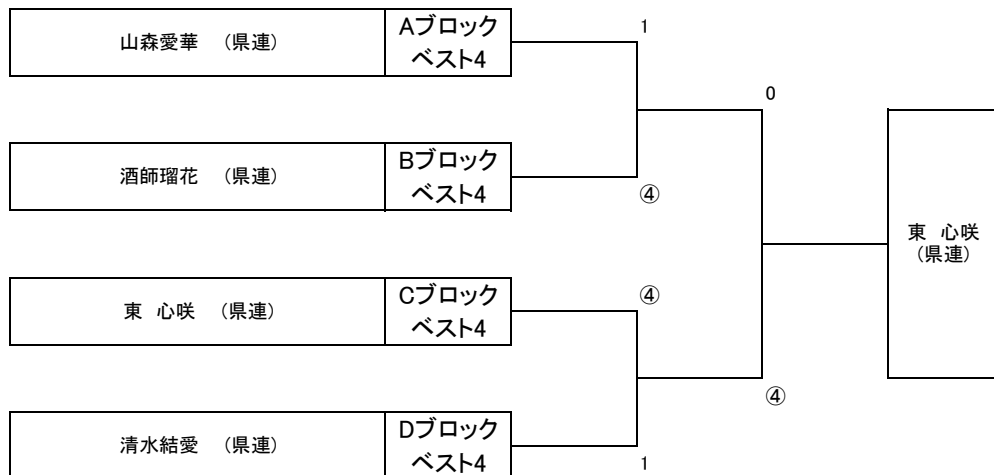 山森愛華 （県連）
Aブロック
ベスト4
1
0
酒師瑠花 （県連）
Bブロック
ベスト4
④
東 心咲
（県連）
東 心咲 （県連）
Cブロック
ベスト4
④
④
清水結愛 （県連）
Dブロック
ベスト4
1